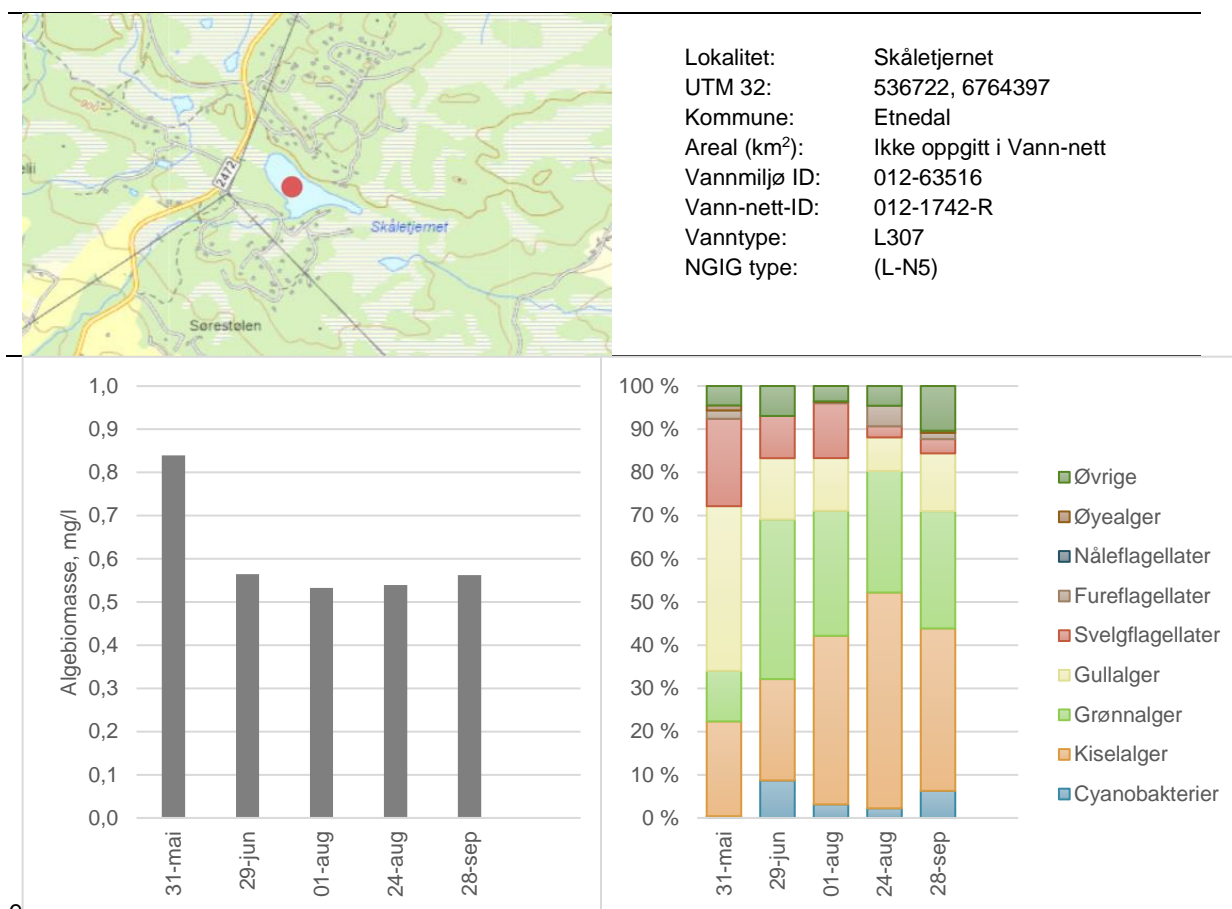 900
elii
2472
Skåletjernet
Sørestølen
Lokalitet: Skåletjernet
UTM 32: 536722, 6764397
Kommune: Etnedal
Areal (km²): Ikke oppgitt i Vann-nett
Vannmiljø ID: 012-63516
Vann-nett-ID: 012-1742-R
Vanntype: L307
NGIG type: (L-N5)
Algebiomasse, mg/l
1,0
0,9
0,8
0,7
0,6
0,5
0,4
0,3
0,2
0,1
0,0
31-mai
29-jun
01-aug
24-aug
28-sep
100 %
90 %
80 %
70 %
60 %
50 %
40 %
30 %
20 %
10 %
0 %
31-mai
29-jun
01-aug
24-aug
28-sep
Øvrige
Øyealger
Nåleflagellater
Fureflagellater
Svelgflagellater
Gullalger
Grønnalger
Kiselalger
Cyanobakterier